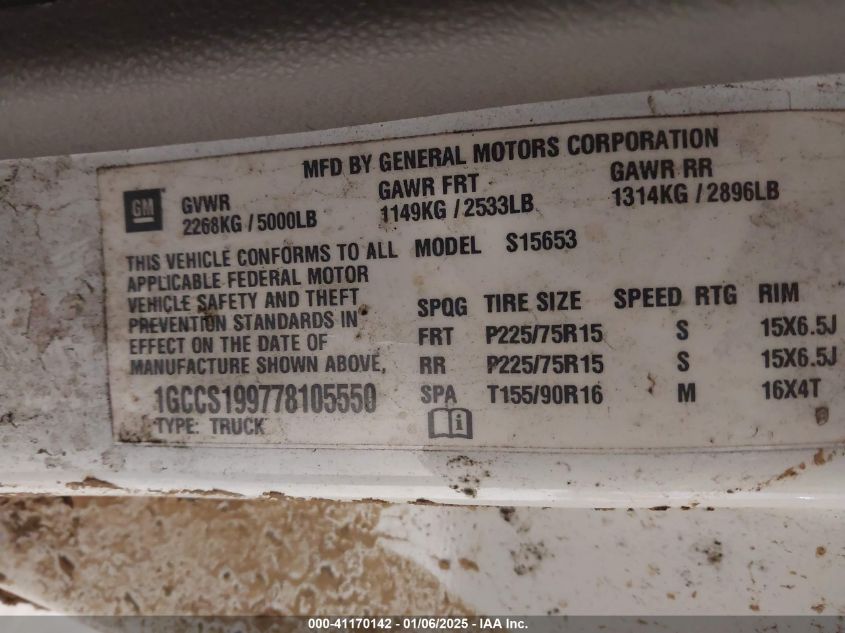 MFD BY GENERAL MOTORS CORPORATION
GM
GVWR GAWR FRT GAWR RR
2268KG / 5000LB 1149KG / 2533LB 1314KG / 2896LB
THIS VEHICLE CONFORMS TO ALL
APPLICABLE FEDERAL MOTOR
VEHICLE SAFETY AND THEFT
PREVENTION STANDARDS IN
EFFECT ON THE DATE OF
MANUFACTURE SHOWN ABOVE,
1GCCS199778105550
TYPE: TRUCK
MODEL S15653
SPQG TIRE SIZE SPEED RTG RIM
FRT P225/75R15 S 15X6.5J
RR P225/75R15 S 15X6.5J
SPA T155/90R16 M 16X4T
000-41170142 - 01/06/2025 - IAA Inc.